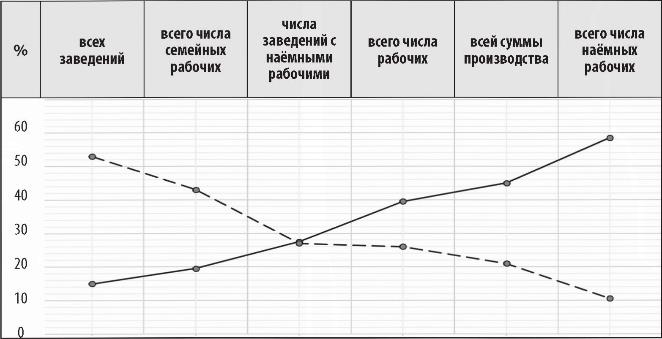 %
всех
заведений
всего числа
семейных
рабочих
числа
заведений с
наёмными
рабочими
всего числа
рабочих
всей суммы
производства
всего числа
наёмных
рабочих
60
50
40
30
20
10
0